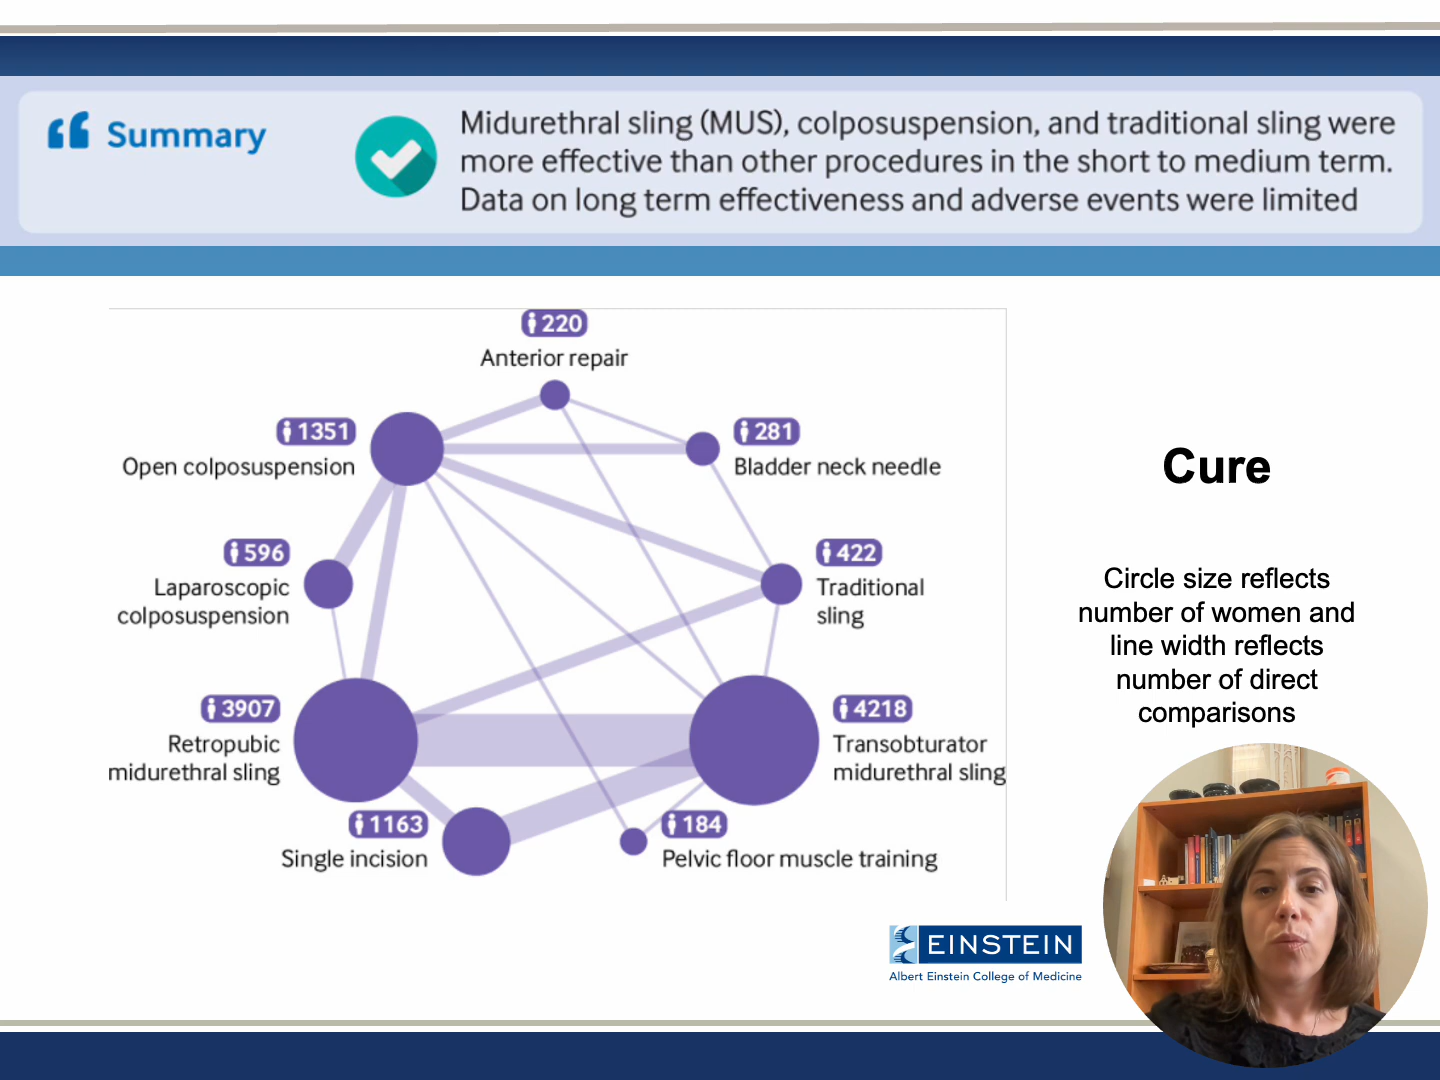 “ Summary
Midurethral sling (MUS), colposuspension, and traditional sling were
more effective than other procedures in the short to medium term.
Data on long term effectiveness and adverse events were limited
220
Anterior repair
1351
Open colposuspension
281
Bladder neck needle
596
Laparoscopic
colposuspension
422
Traditional
sling
3907
Retropubic
midurethral sling
4218
Transobturator
midurethral sling
1163
Single incision
184
Pelvic floor muscle training
Cure
Circle size reflects
number of women and
line width reflects
number of direct
comparisons
EINSTEIN
Albert Einstein College of Medicine